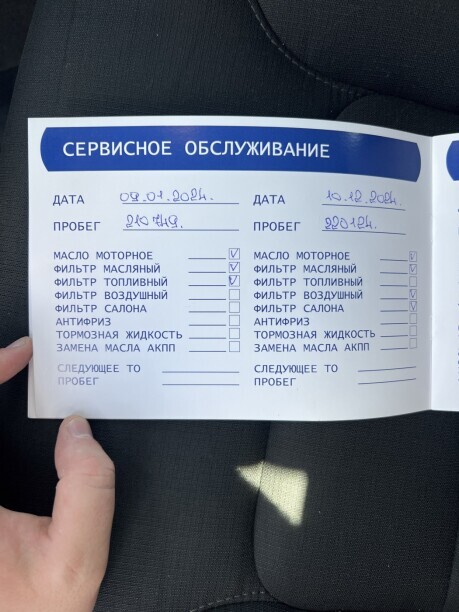 СЕРВИСНОЕ ОБСЛУЖИВАНИЕ
ДАТА 09.01.2024.
ПРОБЕГ 210749.
МАСЛО МОТОРНОЕ V
ФИЛЬТР МАСЛЯНЫЙ V
ФИЛЬТР ТОПЛИВНЫЙ V
ФИЛЬТР ВОЗДУШНЫЙ
ФИЛЬТР САЛОНА
АНТИФРИЗ
ТОРМОЗНАЯ ЖИДКОСТЬ
ЗАМЕНА МАСЛА АКПП
СЛЕДУЮЩЕЕ ТО
ПРОБЕГ
ДАТА 10.12.2024.
ПРОБЕГ 220124.
МАСЛО МОТОРНОЕ V
ФИЛЬТР МАСЛЯНЫЙ V
ФИЛЬТР ТОПЛИВНЫЙ
ФИЛЬТР ВОЗДУШНЫЙ V
ФИЛЬТР САЛОНА V
АНТИФРИЗ
ТОРМОЗНАЯ ЖИДКОСТЬ
ЗАМЕНА МАСЛА АКПП
СЛЕДУЮЩЕЕ ТО
ПРОБЕГ